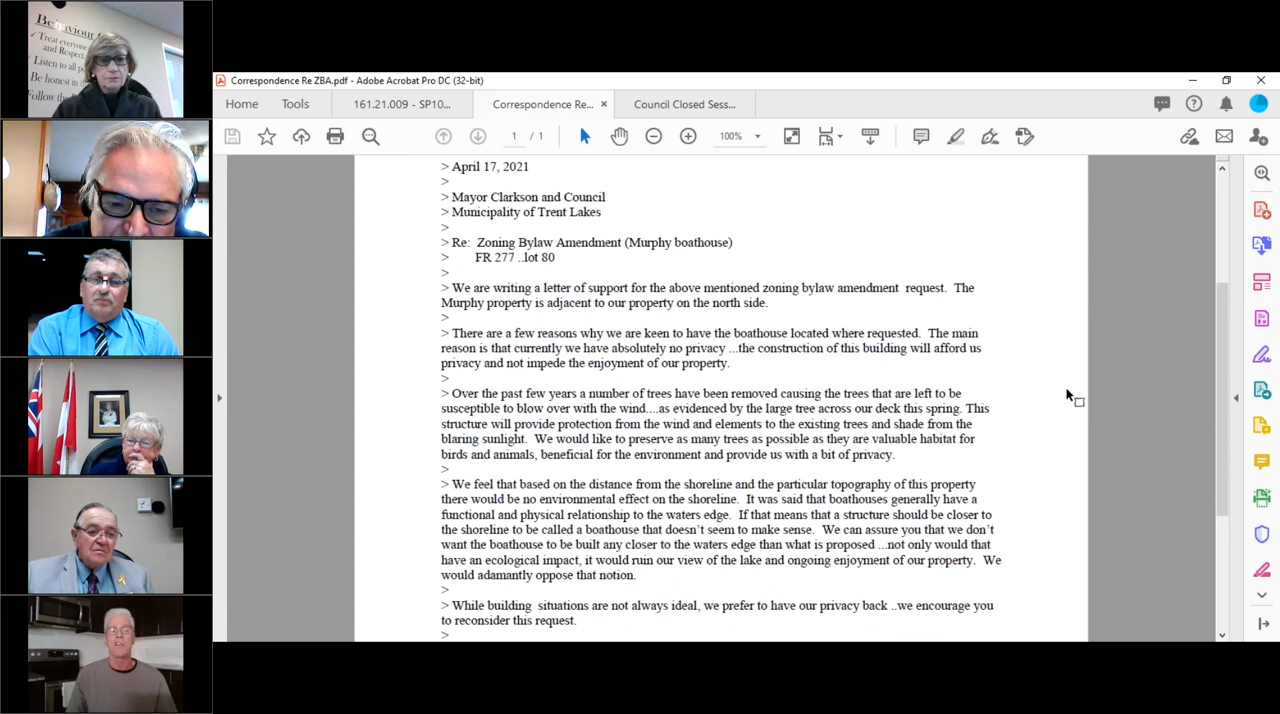 Behaviour
✓ Treat everyone
and Respect
Listen to all
Be honest in
Follow the
Correspondence Re ZBA.pdf - Adobe Acrobat Pro DC (32-bit)
Home Tools 161.21.009 - SP10... Correspondence Re... × Council Closed Sess...
1 / 1 100%
> April 17, 2021
>
> Mayor Clarkson and Council
> Municipality of Trent Lakes
>
> Re: Zoning Bylaw Amendment (Murphy boathouse)
> FR 277 ..lot 80
>
> We are writing a letter of support for the above mentioned zoning bylaw amendment request. The
Murphy property is adjacent to our property on the north side.
>
> There are a few reasons why we are keen to have the boathouse located where requested. The main
reason is that currently we have absolutely no privacy ...the construction of this building will afford us
privacy and not impede the enjoyment of our property.
>
> Over the past few years a number of trees have been removed causing the trees that are left to be
susceptible to blow over with the wind....as evidenced by the large tree across our deck this spring. This
structure will provide protection from the wind and elements to the existing trees and shade from the
blaring sunlight. We would like to preserve as many trees as possible as they are valuable habitat for
birds and animals, beneficial for the environment and provide us with a bit of privacy.
>
> We feel that based on the distance from the shoreline and the particular topography of this property
there would be no environmental effect on the shoreline. It was said that boathouses generally have a
functional and physical relationship to the waters edge. If that means that a structure should be closer to
the shoreline to be called a boathouse that doesn't seem to make sense. We can assure you that we don't
want the boathouse to be built any closer to the waters edge than what is proposed ...not only would that
have an ecological impact, it would ruin our view of the lake and ongoing enjoyment of our property. We
would adamantly oppose that notion.
>
> While building situations are not always ideal, we prefer to have our privacy back ..we encourage you
to reconsider this request.
>